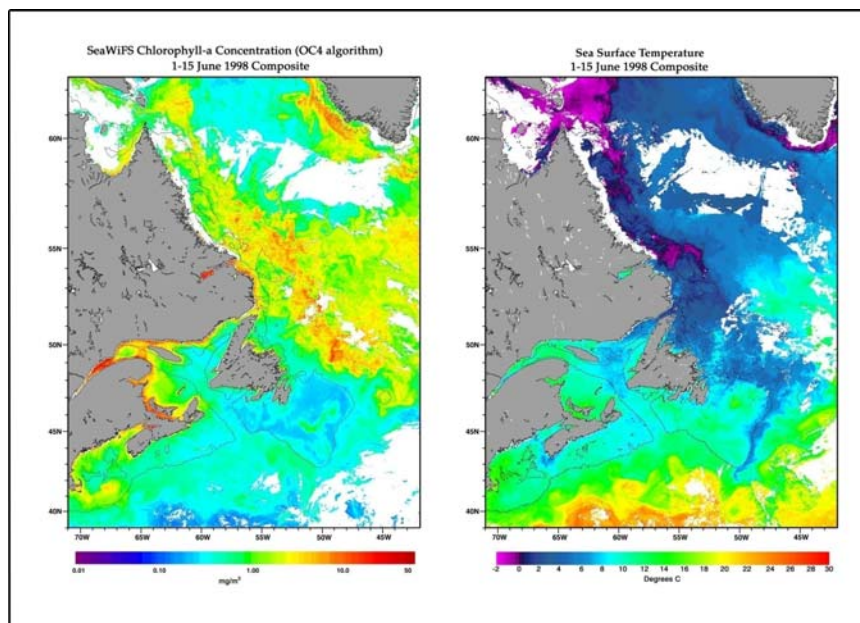 SeaWiFS Chlorophyll-a Concentration (OC4 algorithm)
1-15 June 1998 Composite
60N
55N
50N
45N
40N
70W 65W 60W 55W 50W 45W
0.01 0.10 1.00 10.0 50
mg/m³
Sea Surface Temperature
1-15 June 1998 Composite
60N
55N
50N
45N
40N
70W 65W 60W 55W 50W 45W
-2 0 2 4 6 8 10 12 14 16 18 20 22 24 26 28 30
Degrees C